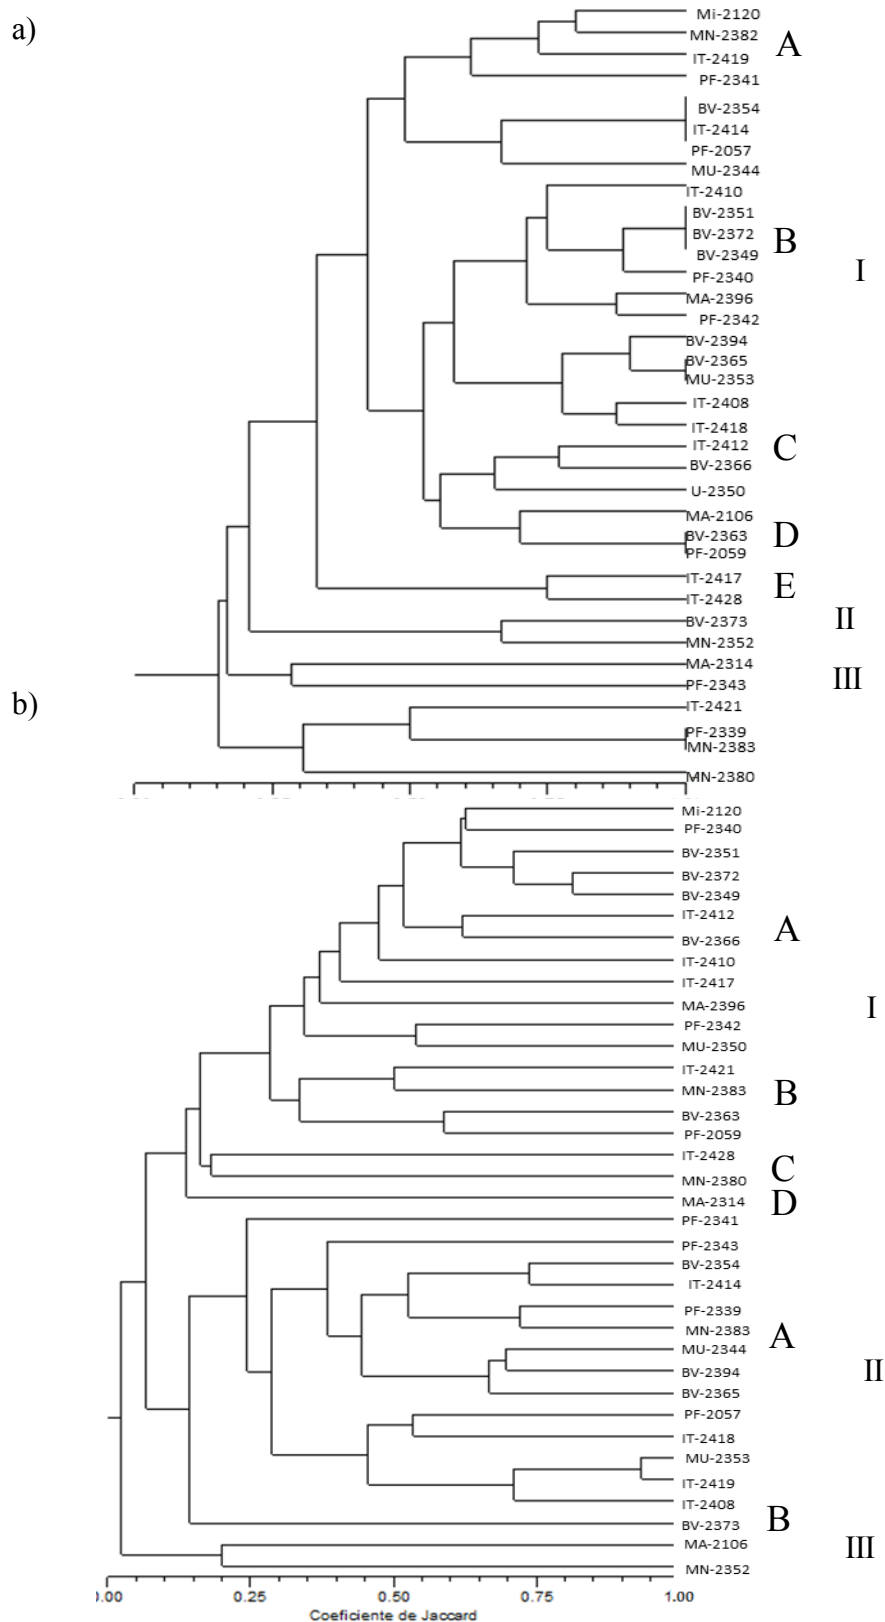 a)
Mi-2120
MN-2382
A
IT-2419
PF-2341
BV-2354
IT-2414
PF-2057
MU-2344
IT-2410
BV-2351
BV-2372
B
BV-2349
I
PF-2340
MA-2396
PF-2342
BV-2394
BV-2365
MU-2353
IT-2408
IT-2418
IT-2412
C
BV-2366
U-2350
MA-2106
BV-2363
D
PF-2059
IT-2417
E
IT-2428
BV-2373
II
MN-2352
MA-2314
III
PF-2343
b)
IT-2421
PF-2339
MN-2383
MN-2380
Mi-2120
PF-2340
BV-2351
BV-2372
BV-2349
IT-2412
A
BV-2366
IT-2410
IT-2417
MA-2396
I
PF-2342
MU-2350
IT-2421
MN-2383
B
BV-2363
PF-2059
IT-2428
C
MN-2380
MA-2314
D
PF-2341
PF-2343
BV-2354
IT-2414
PF-2339
MN-2383
A
MU-2344
BV-2394
II
BV-2365
PF-2057
IT-2418
MU-2353
IT-2419
IT-2408
BV-2373
B
MA-2106
III
MN-2352
0.00 0.25 0.50 0.75 1.00
Coeficiente de Jaccard